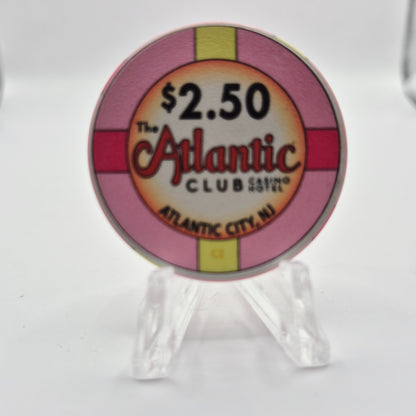 $2.50
The
Atlantic
CLUB CASINO HOTEL
ATLANTIC CITY, NJ